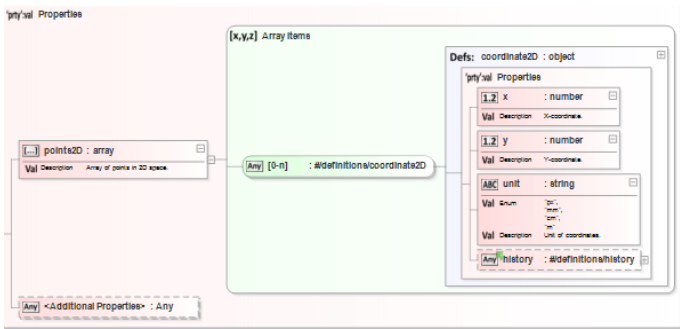 'prty':val Properties
[x,y,z] Array Items
Defs: coordinate2D : object
'prty':val Properties
1.2 x : number
Val Description X-coordinate.
1.2 y : number
Val Description Y-coordinate.
[...] points2D : array
Val Description Array of points in 2D space.
Any [0-n] : #/definitions/coordinate2D
ABC unit : string
Val Enum "px",
"mm",
"cm",
"m"
Val Description Unit of coordinates.
Any history : #/definitions/history
Any <Additional Properties> : Any